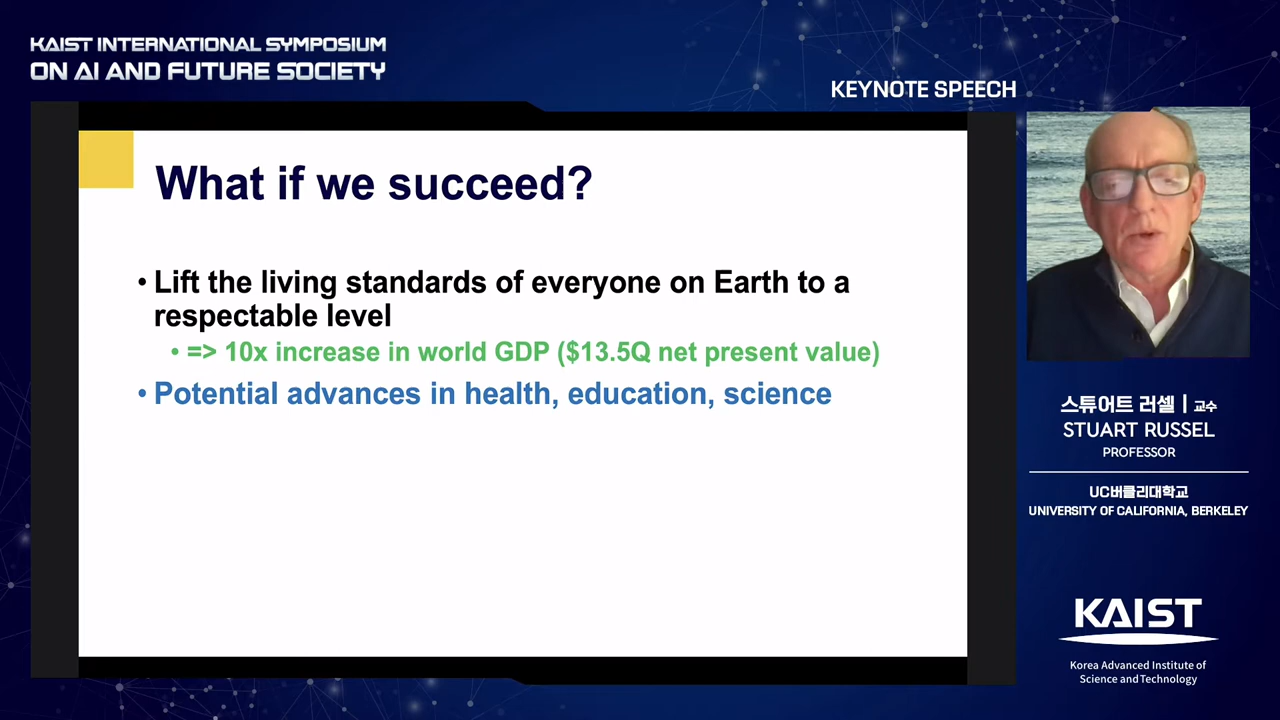 KAIST INTERNATIONAL SYMPOSIUM
ON AI AND FUTURE SOCIETY
KEYNOTE SPEECH
What if we succeed?
• Lift the living standards of everyone on Earth to a
respectable level
• => 10x increase in world GDP ($13.5Q net present value)
• Potential advances in health, education, science
스튜어트 러셀 | 교수
STUART RUSSEL
PROFESSOR
UC버클리대학교
UNIVERSITY OF CALIFORNIA, BERKELEY
KAIST
Korea Advanced Institute of
Science and Technology